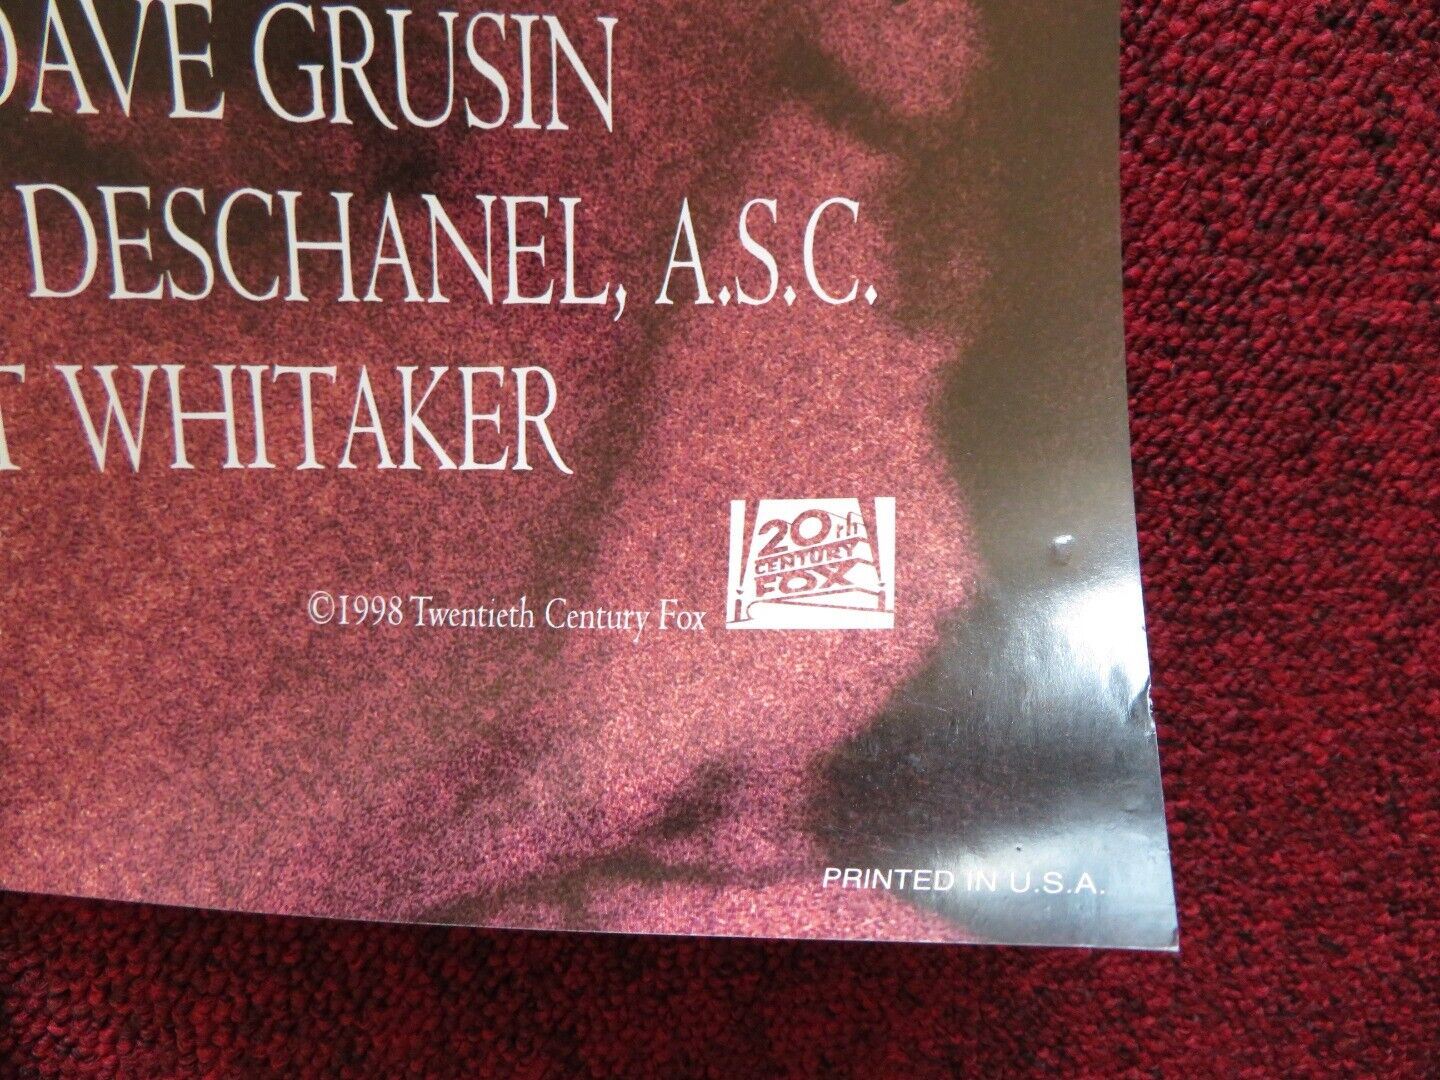 DAVE GRUSIN
DESCHANEL, A.S.C.
T WHITAKER
20th
CENTURY
FOX
©1998 Twentieth Century Fox
PRINTED IN U.S.A.